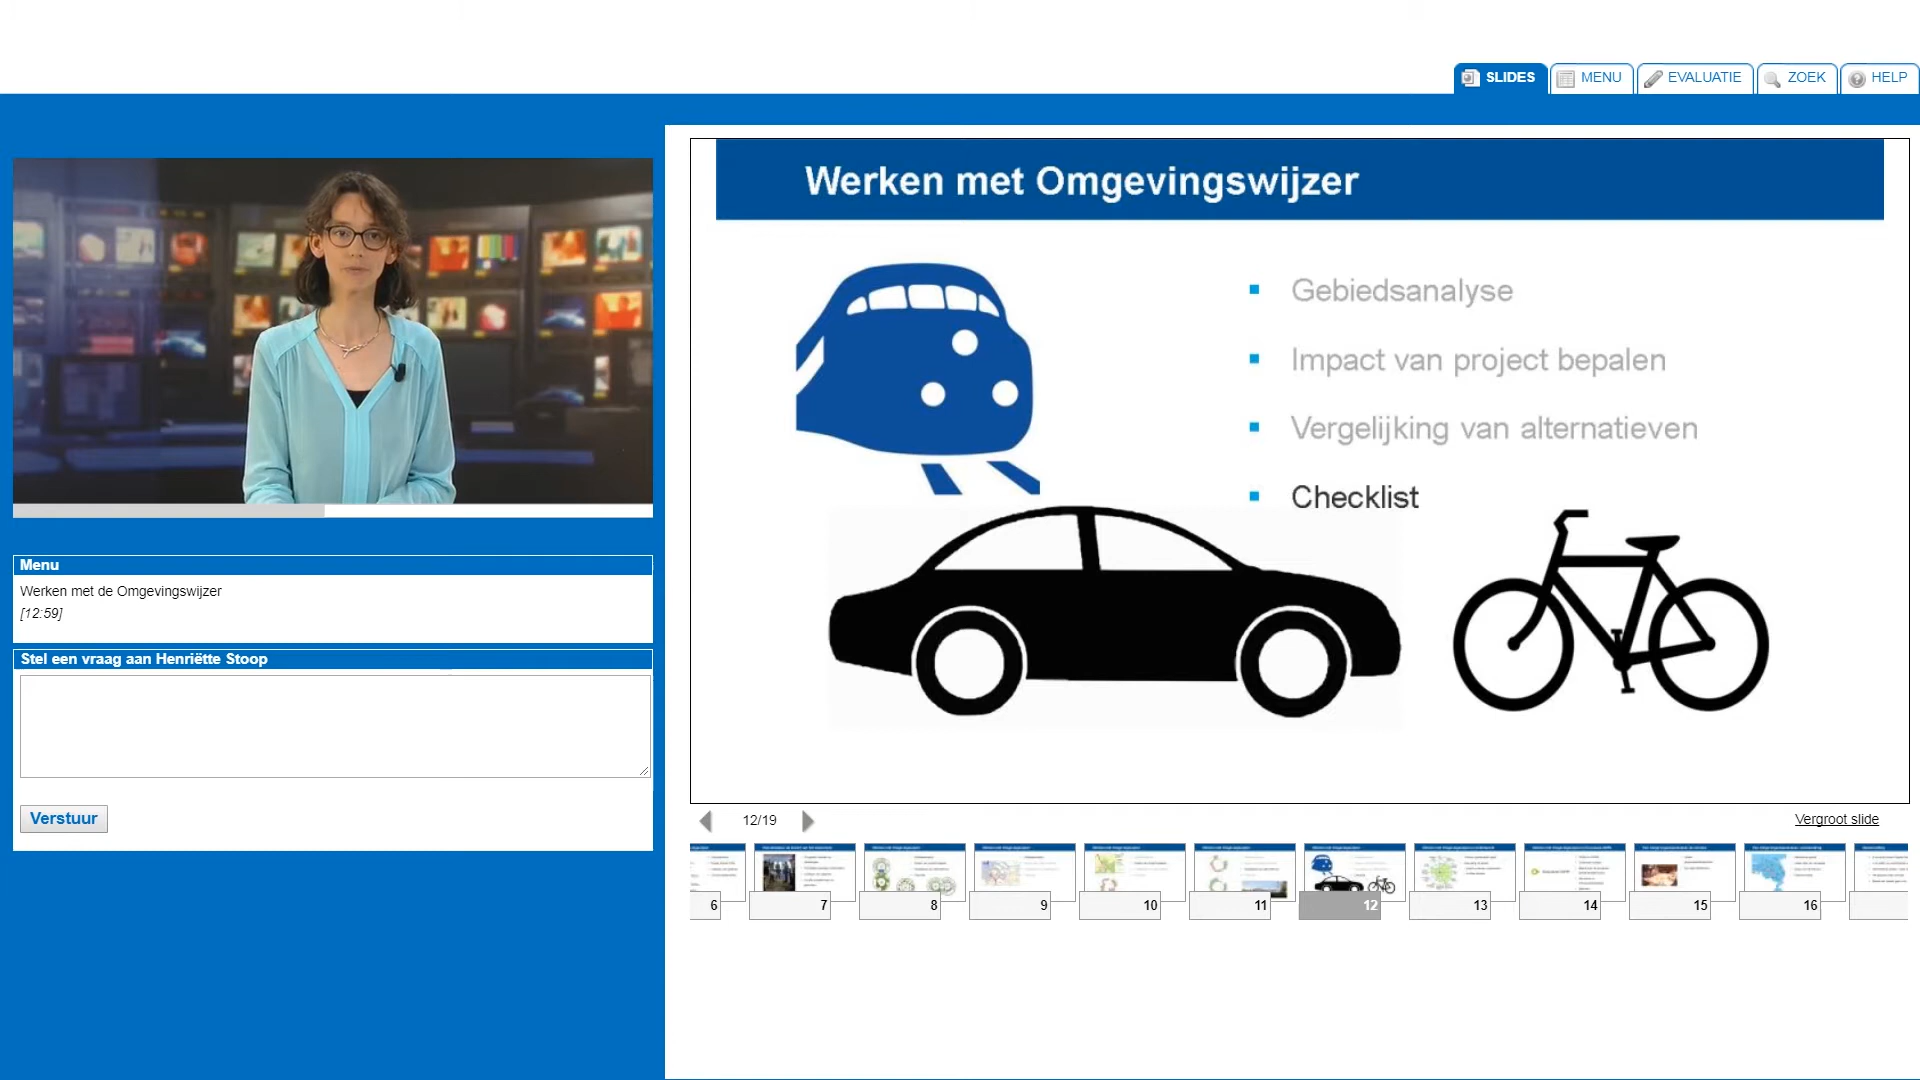 SLIDES
MENU
EVALUATIE
ZOEK
HELP
Werken met Omgevingswijzer
Gebiedsanalyse
Impact van project bepalen
Vergelijking van alternatieven
Checklist
Menu
Werken met de Omgevingswijzer
[12:59]
Stel een vraag aan Henriëtte Stoop
Verstuur
12/19
Vergroot slide
6
7
8
9
10
11
12
13
14
15
16